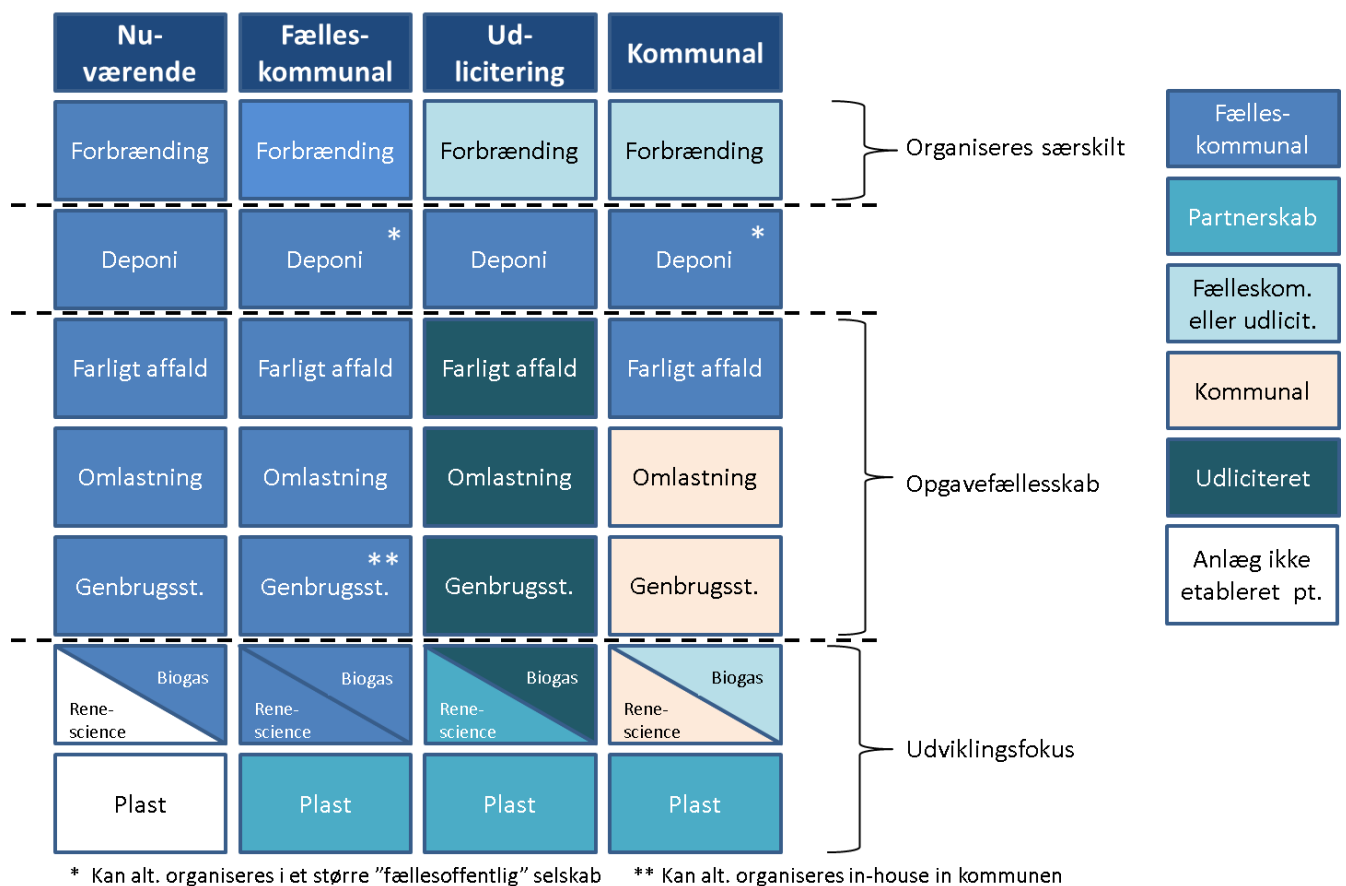 Nu-
værende
Fælles-
kommunal
Ud-
licitering
Kommunal
Forbrænding
Forbrænding
Forbrænding
Forbrænding
Organiseres særskilt
Deponi
Deponi *
Deponi
Deponi *
Farligt affald
Farligt affald
Farligt affald
Farligt affald
Omlastning
Omlastning
Omlastning
Omlastning
Opgavefællesskab
Genbrugsst.
**
Genbrugsst.
Genbrugsst.
Genbrugsst.
Biogas
Rene-
science
Biogas
Rene-
science
Biogas
Rene-
science
Biogas
Rene-
science
Udviklingsfokus
Plast
Plast
Plast
Plast
Fælles-
kommunal
Partnerskab
Fælleskom.
eller udlicit.
Kommunal
Udliciteret
Anlæg ikke
etableret pt.
* Kan alt. organiseres i et større ”fællesoffentlig” selskab
** Kan alt. organiseres in-house in kommunen